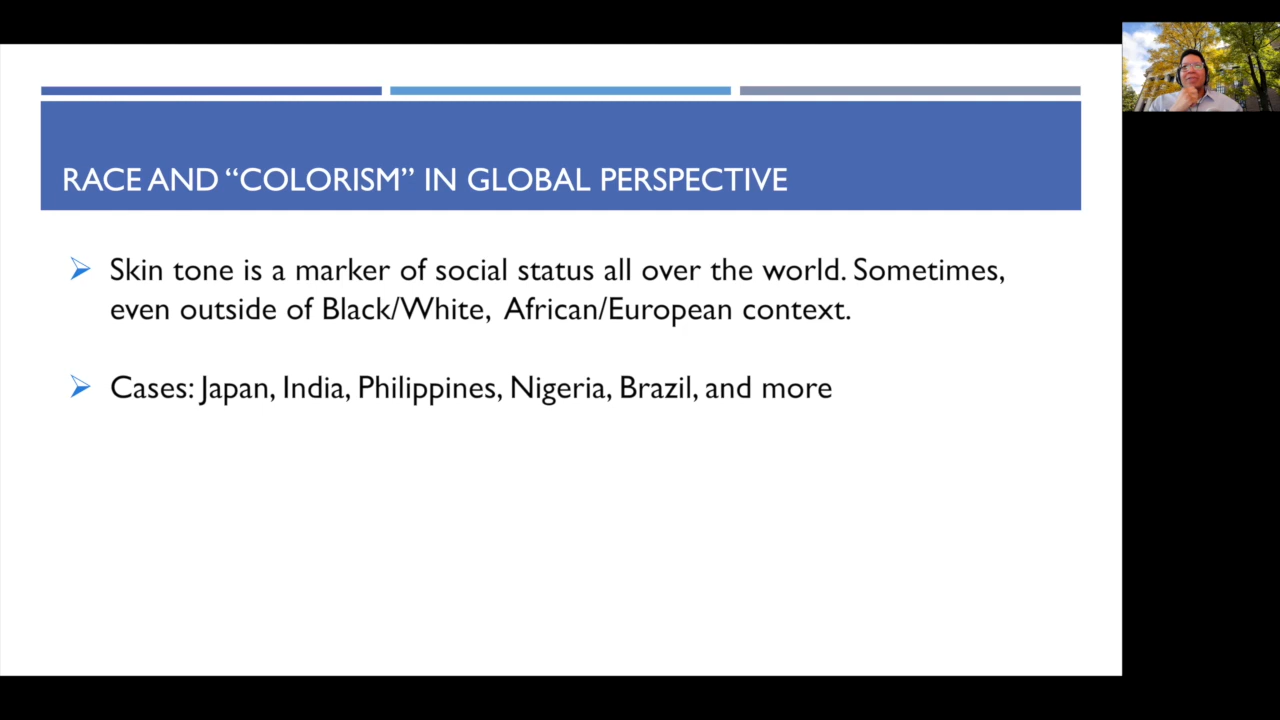 RACE AND “COLORISM” IN GLOBAL PERSPECTIVE
Skin tone is a marker of social status all over the world. Sometimes,
even outside of Black/White, African/European context.
Cases: Japan, India, Philippines, Nigeria, Brazil, and more